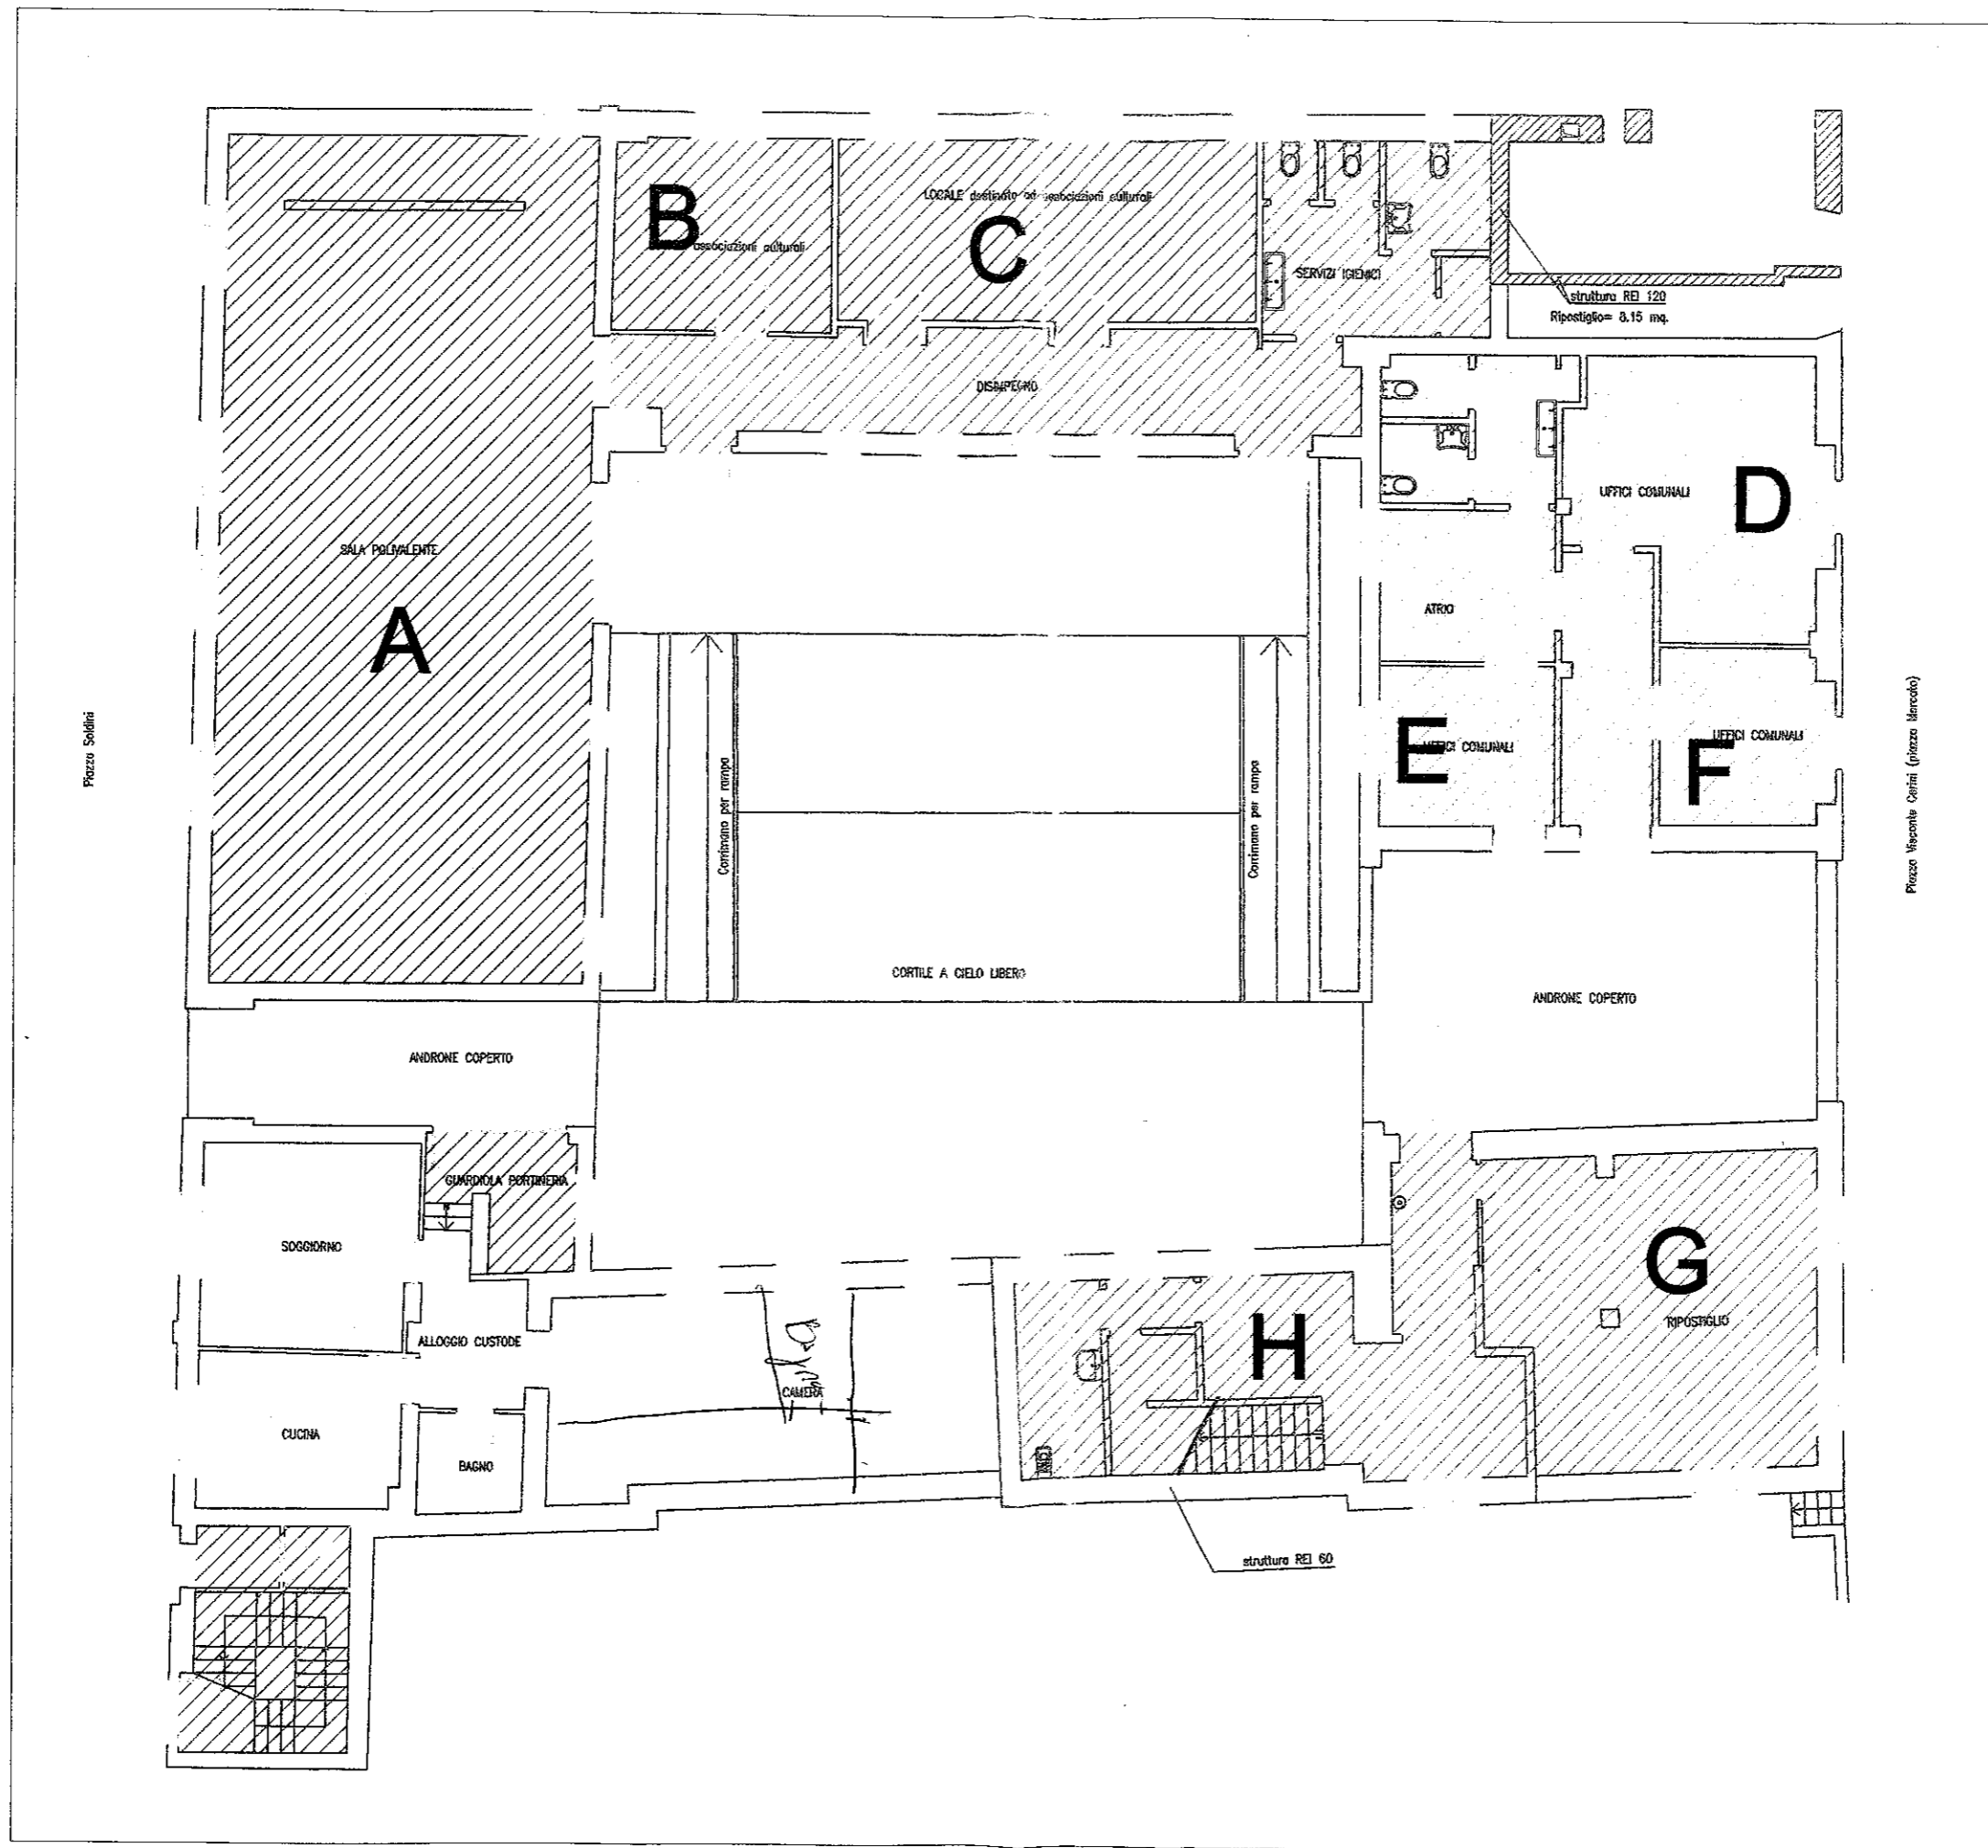 LOCALE destinato ad associazioni culturali
B
associazioni culturali
C
SERVIZI IGIENICI
struttura REI 120
Ripostiglio= 8.15 mq.
DISIMPEGNO
UFFICI COMUNALI
D
SALA POLIVALENTE
A
ATRIO
Piazza Soldini
Corrimano per rampa
Corrimano per rampa
E
UFFICI COMUNALI
F
UFFICI COMUNALI
Piazza Visconte Carini (piazza Mercato)
CORTILE A CIELO LIBERO
ANDRONE COPERTO
ANDRONE COPERTO
GUARDIOLA PORTINERIA
SOGGIORNO
G
RIPOSTIGLIO
H
ALLOGGIO CUSTODE
CAMERA
CUCINA
BAGNO
struttura REI 60